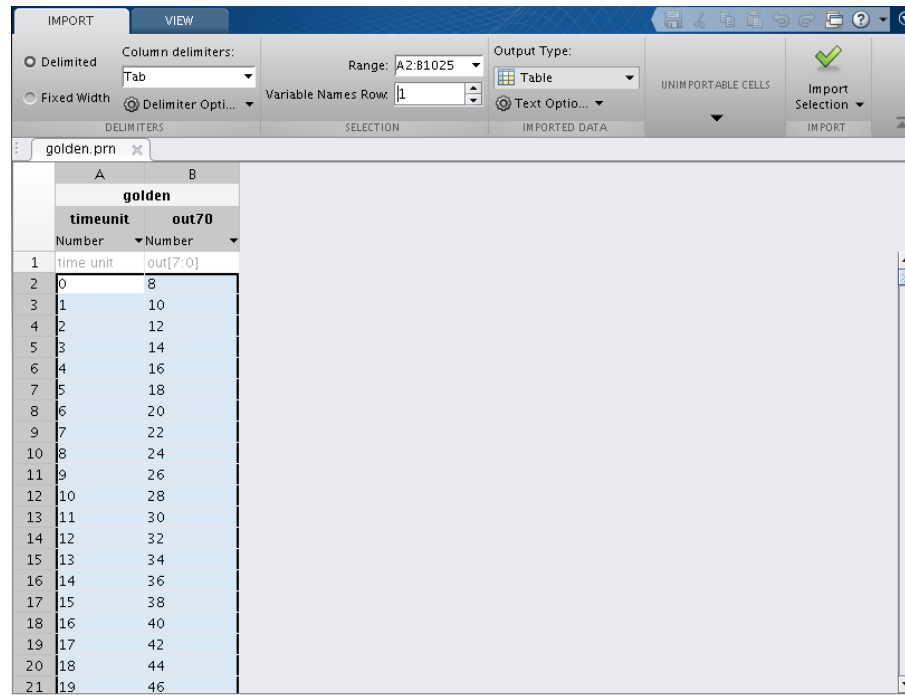 IMPORT VIEW
Delimited
Column delimiters:
Tab
Fixed Width
Delimiter Opti...
DELIMITERS
Range: A2:B1025
Variable Names Row: 1
SELECTION
Output Type:
Table
Text Optio...
IMPORTED DATA
UNIMPORTABLE CELLS
Import
Selection
IMPORT
golden.prn
A B
golden
timeunit out70
Number Number
1 time unit out[7:0]
2 0 8
3 1 10
4 2 12
5 3 14
6 4 16
7 5 18
8 6 20
9 7 22
10 8 24
11 9 26
12 10 28
13 11 30
14 12 32
15 13 34
16 14 36
17 15 38
18 16 40
19 17 42
20 18 44
21 19 46